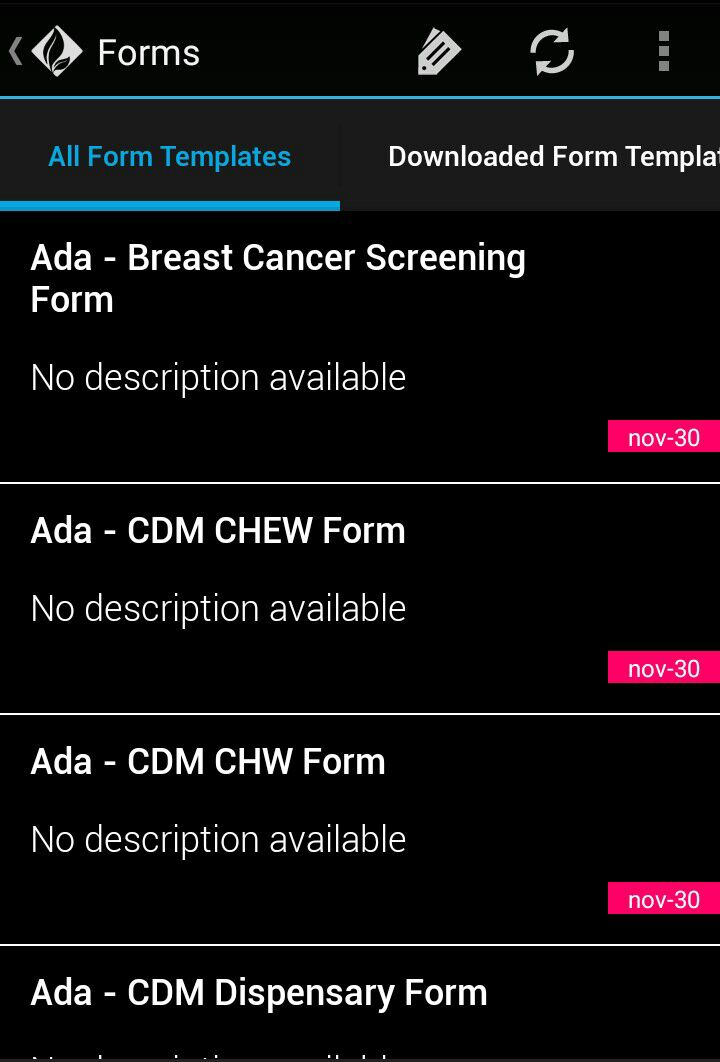 Forms
All Form Templates
Downloaded Form Templat
Ada - Breast Cancer Screening
Form
No description available
nov-30
Ada - CDM CHEW Form
No description available
nov-30
Ada - CDM CHW Form
No description available
nov-30
Ada - CDM Dispensary Form